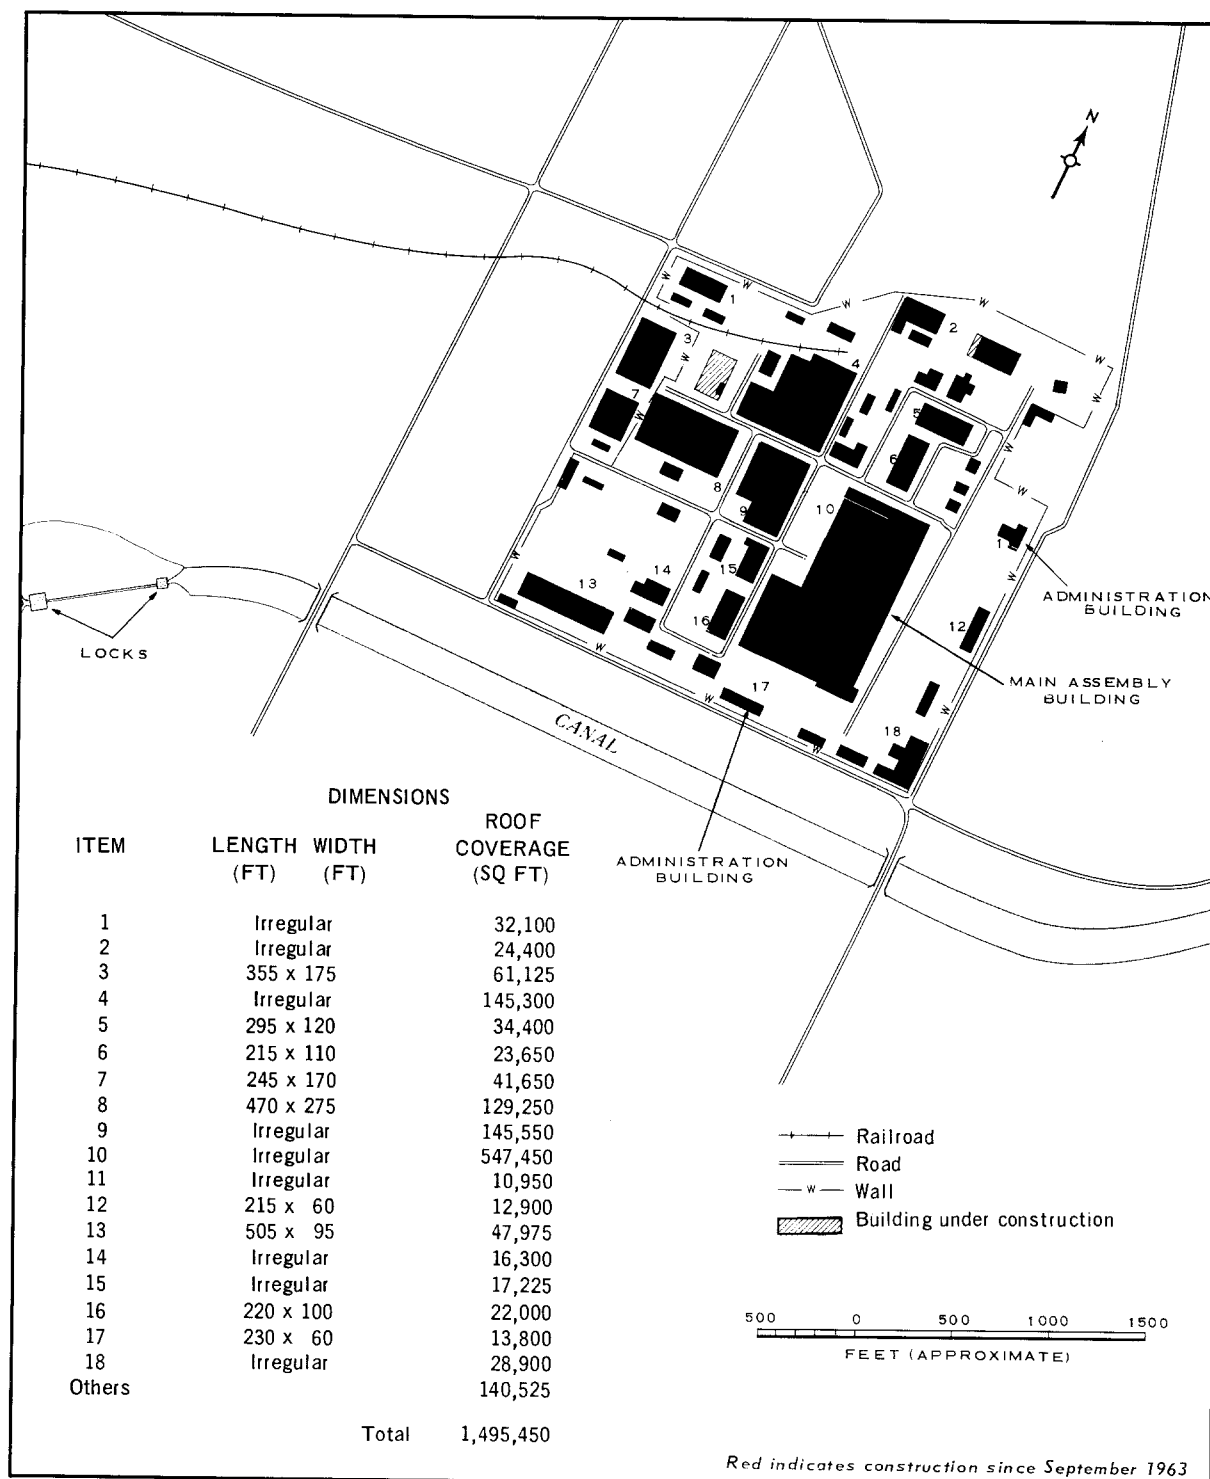 N
W
W
1
W
W
W
2
3
4
W
W
7
W
W
5
W
6
8
9
10
W
W
15
W
14
13
16
W
11
ADMINISTRATION
BUILDING
12
LOCKS
W
MAIN ASSEMBLY
BUILDING
17
W
W
CANAL
18
W
ADMINISTRATION
BUILDING
DIMENSIONS
ITEM LENGTH (FT) WIDTH (FT) ROOF COVERAGE (SQ FT)
1 Irregular 32,100
2 Irregular 24,400
3 355 x 175 61,125
4 Irregular 145,300
5 295 x 120 34,400
6 215 x 110 23,650
7 245 x 170 41,650
8 470 x 275 129,250
9 Irregular 145,550
10 Irregular 547,450
11 Irregular 10,950
12 215 x 60 12,900
13 505 x 95 47,975
14 Irregular 16,300
15 Irregular 17,225
16 220 x 100 22,000
17 230 x 60 13,800
18 Irregular 28,900
Others 140,525
Total 1,495,450
Railroad
Road
W Wall
Building under construction
500 0 500 1000 1500
FEET (APPROXIMATE)
Red indicates construction since September 1963